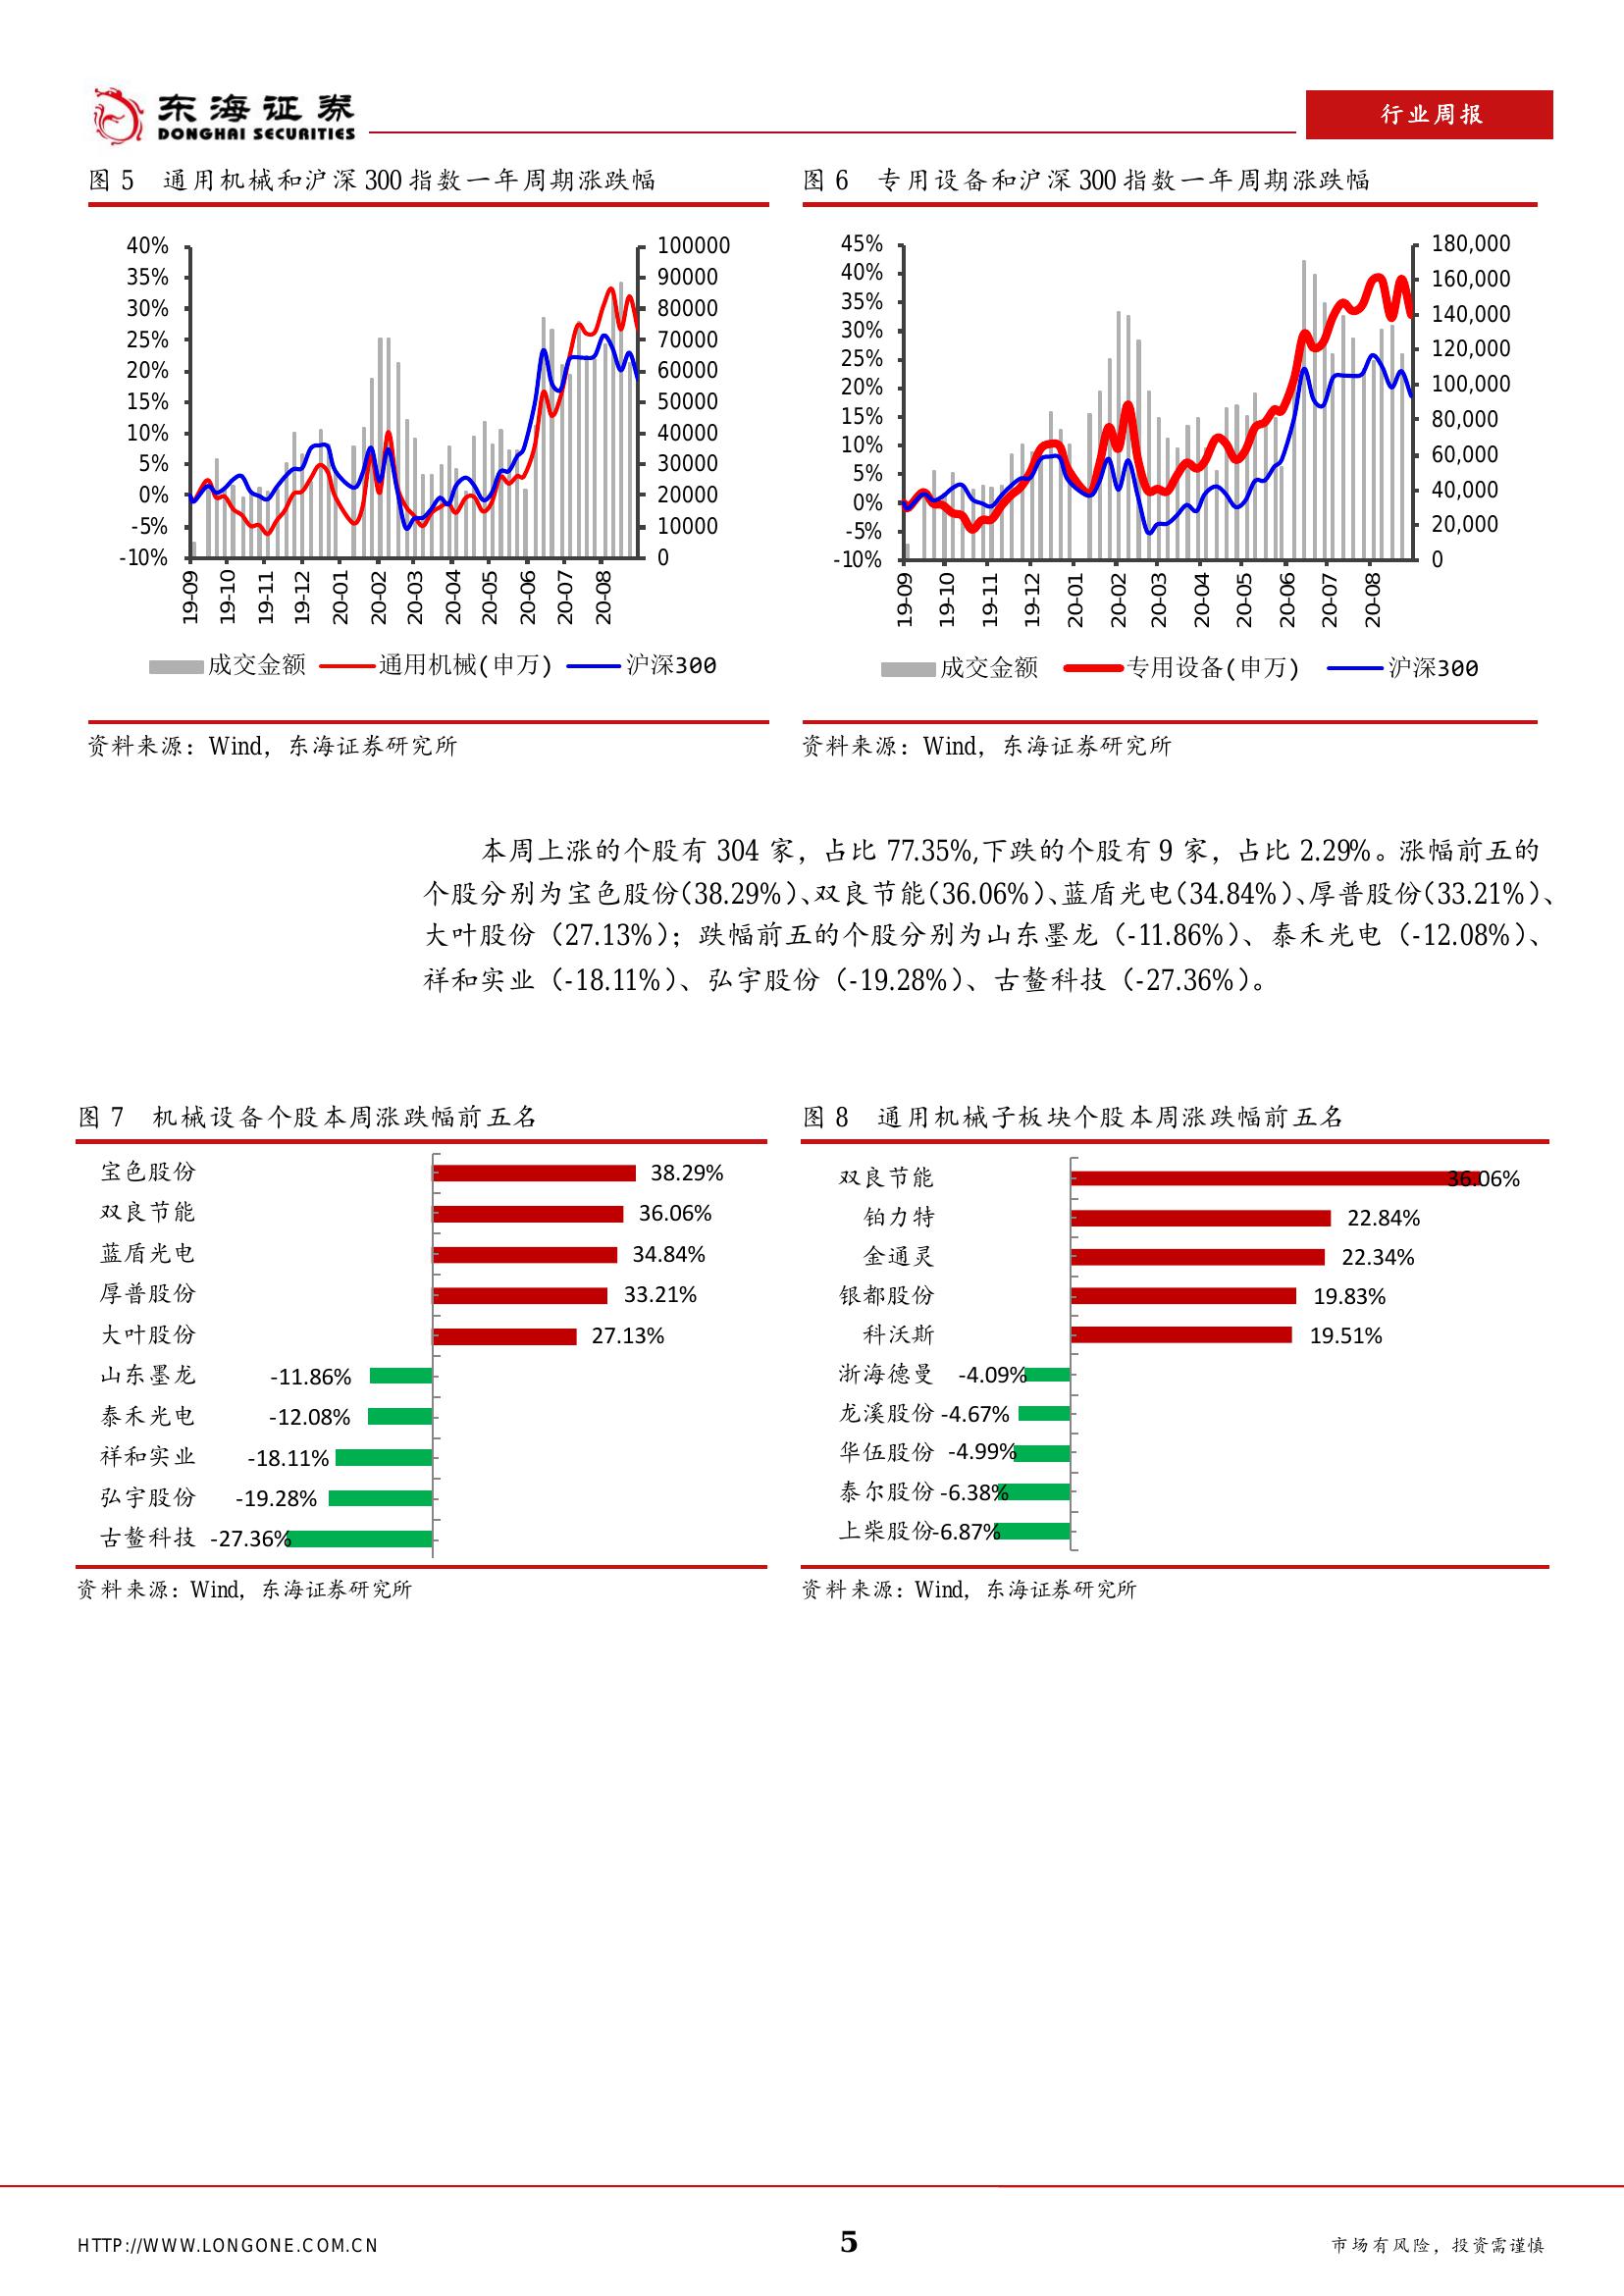 东海证券
DONGHAI SECURITIES
行业周报
图 5 通用机械和沪深 300 指数一年周期涨跌幅
40%
35%
30%
25%
20%
15%
10%
5%
0%
-5%
-10%
100000
90000
80000
70000
60000
50000
40000
30000
20000
10000
0
19-09
19-10
19-11
19-12
20-01
20-02
20-03
20-04
20-05
20-06
20-07
20-08
成交金额 通用机械(申万) 沪深300
资料来源：Wind，东海证券研究所
图 6 专用设备和沪深 300 指数一年周期涨跌幅
45%
40%
35%
30%
25%
20%
15%
10%
5%
0%
-5%
-10%
180,000
160,000
140,000
120,000
100,000
80,000
60,000
40,000
20,000
0
19-09
19-10
19-11
19-12
20-01
20-02
20-03
20-04
20-05
20-06
20-07
20-08
成交金额 专用设备(申万) 沪深300
资料来源：Wind，东海证券研究所
本周上涨的个股有 304 家，占比 77.35%,下跌的个股有 9 家，占比 2.29%。涨幅前五的
个股分别为宝色股份(38.29%)、双良节能(36.06%)、蓝盾光电(34.84%)、厚普股份(33.21%)、
大叶股份（27.13%）；跌幅前五的个股分别为山东墨龙（-11.86%）、泰禾光电（-12.08%）、
祥和实业（-18.11%）、弘宇股份（-19.28%）、古鳌科技（-27.36%）。
图 7 机械设备个股本周涨跌幅前五名
宝色股份 38.29%
双良节能 36.06%
蓝盾光电 34.84%
厚普股份 33.21%
大叶股份 27.13%
山东墨龙 -11.86%
泰禾光电 -12.08%
祥和实业 -18.11%
弘宇股份 -19.28%
古鳌科技 -27.36%
资料来源：Wind，东海证券研究所
图 8 通用机械子板块个股本周涨跌幅前五名
双良节能 36.06%
铂力特 22.84%
金通灵 22.34%
银都股份 19.83%
科沃斯 19.51%
浙海德曼 -4.09%
龙溪股份 -4.67%
华伍股份 -4.99%
泰尔股份 -6.38%
上柴股份 -6.87%
资料来源：Wind，东海证券研究所
HTTP://WWW.LONGONE.COM.CN
5
市场有风险，投资需谨慎